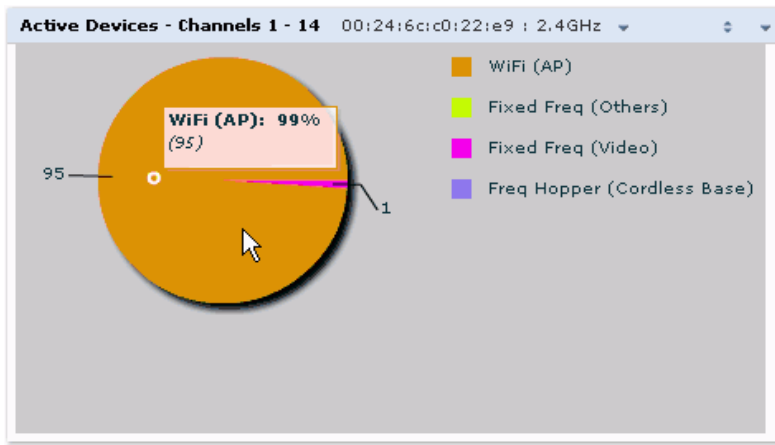 Active Devices - Channels 1 - 14 00:24:6c:c0:22:e9 : 2.4GHz
WiFi (AP)
Fixed Freq (Others)
Fixed Freq (Video)
Freq Hopper (Cordless Base)
WiFi (AP): 99%
(95)
95
1